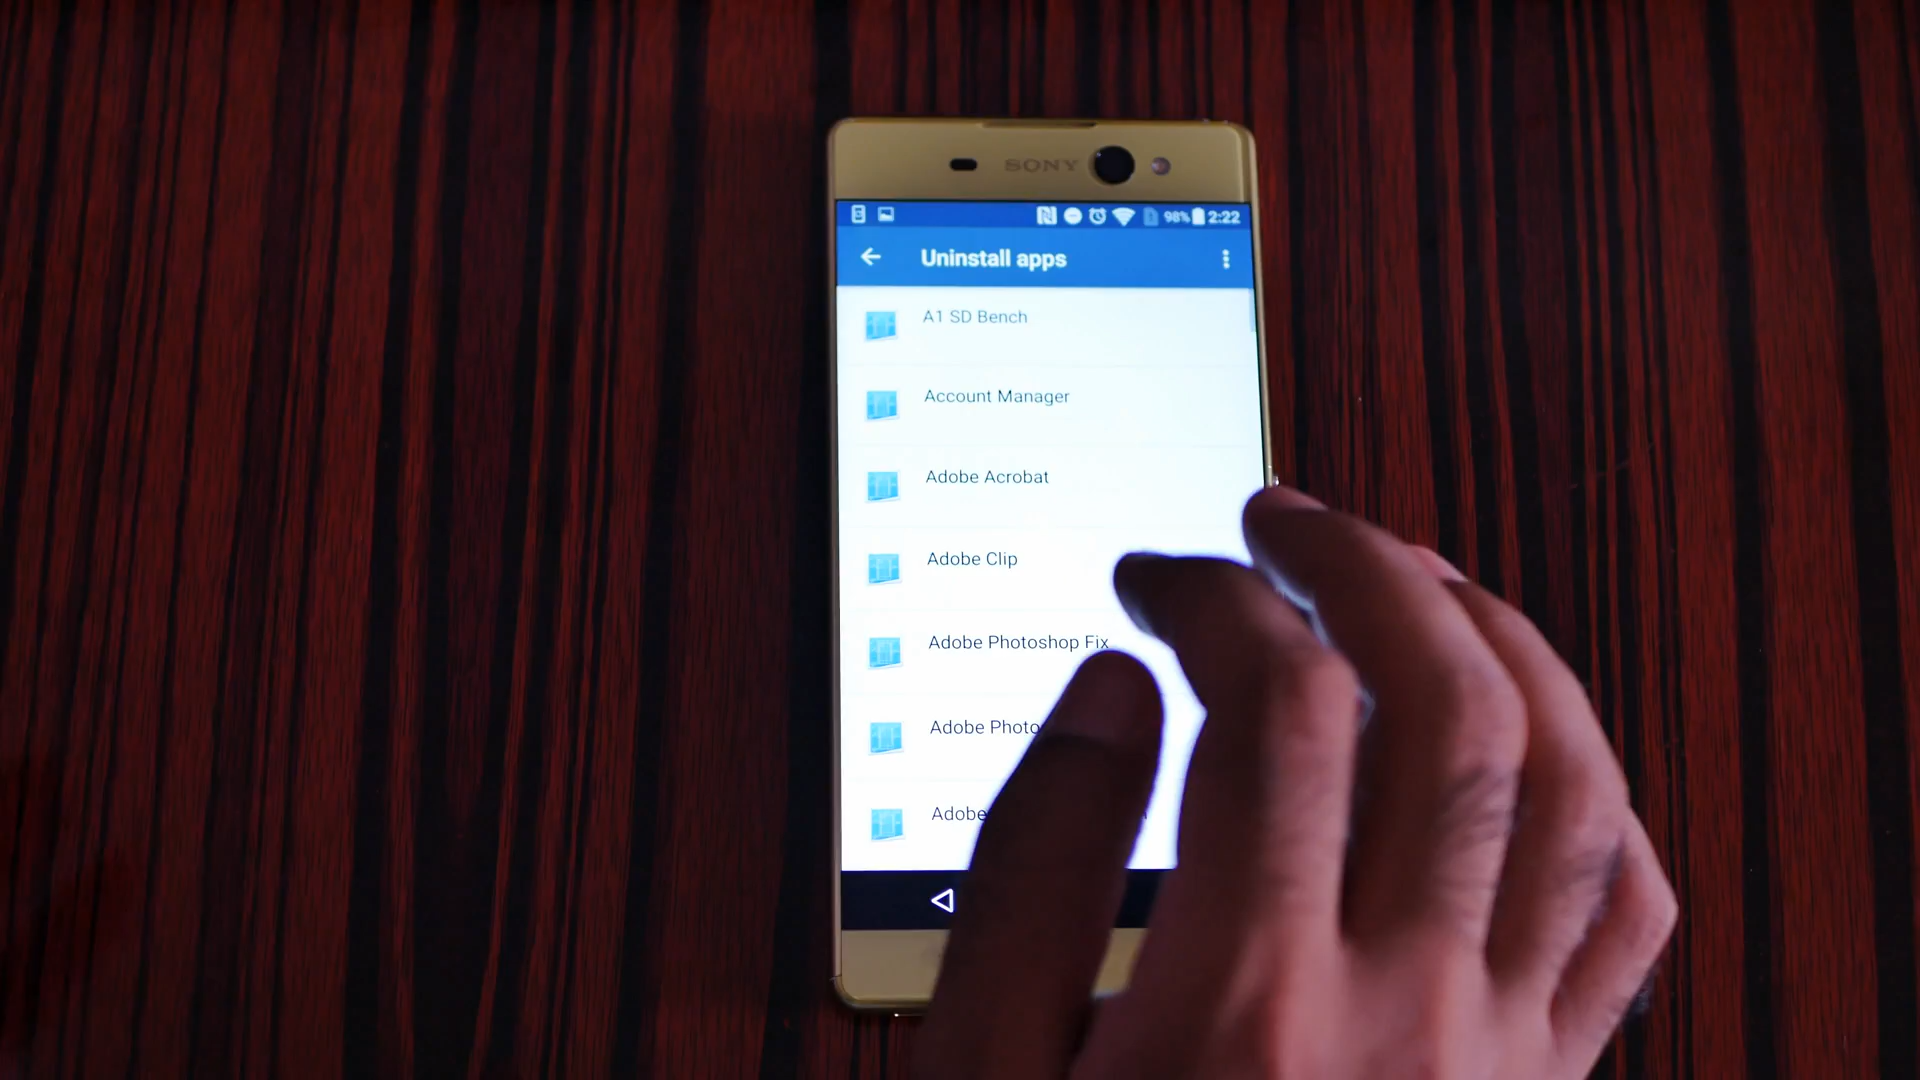 SONY
98% 2:22
Uninstall apps
A1 SD Bench
Account Manager
Adobe Acrobat
Adobe Clip
Adobe Photoshop Fix
Adobe
Adobe